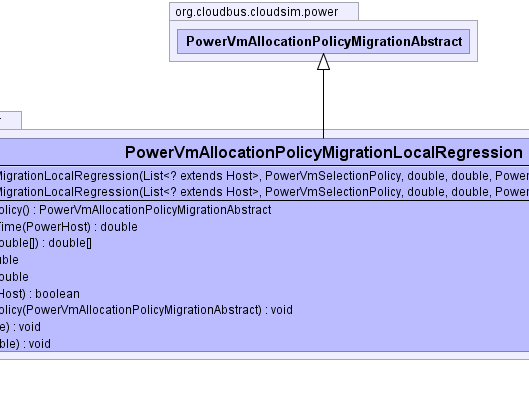 org.cloudbus.cloudsim.power
PowerVmAllocationPolicyMigrationAbstract
PowerVmAllocationPolicyMigrationLocalRegression
MigrationLocalRegression(List<? extends Host>, PowerVmSelectionPolicy, double, double, Power
MigrationLocalRegression(List<? extends Host>, PowerVmSelectionPolicy, double, double, Power
olicy() : PowerVmAllocationPolicyMigrationAbstract
Time(PowerHost) : double
ouble[]) : double[]
uble
ouble
Host) : boolean
olicy(PowerVmAllocationPolicyMigrationAbstract) : void
e) : void
ble) : void